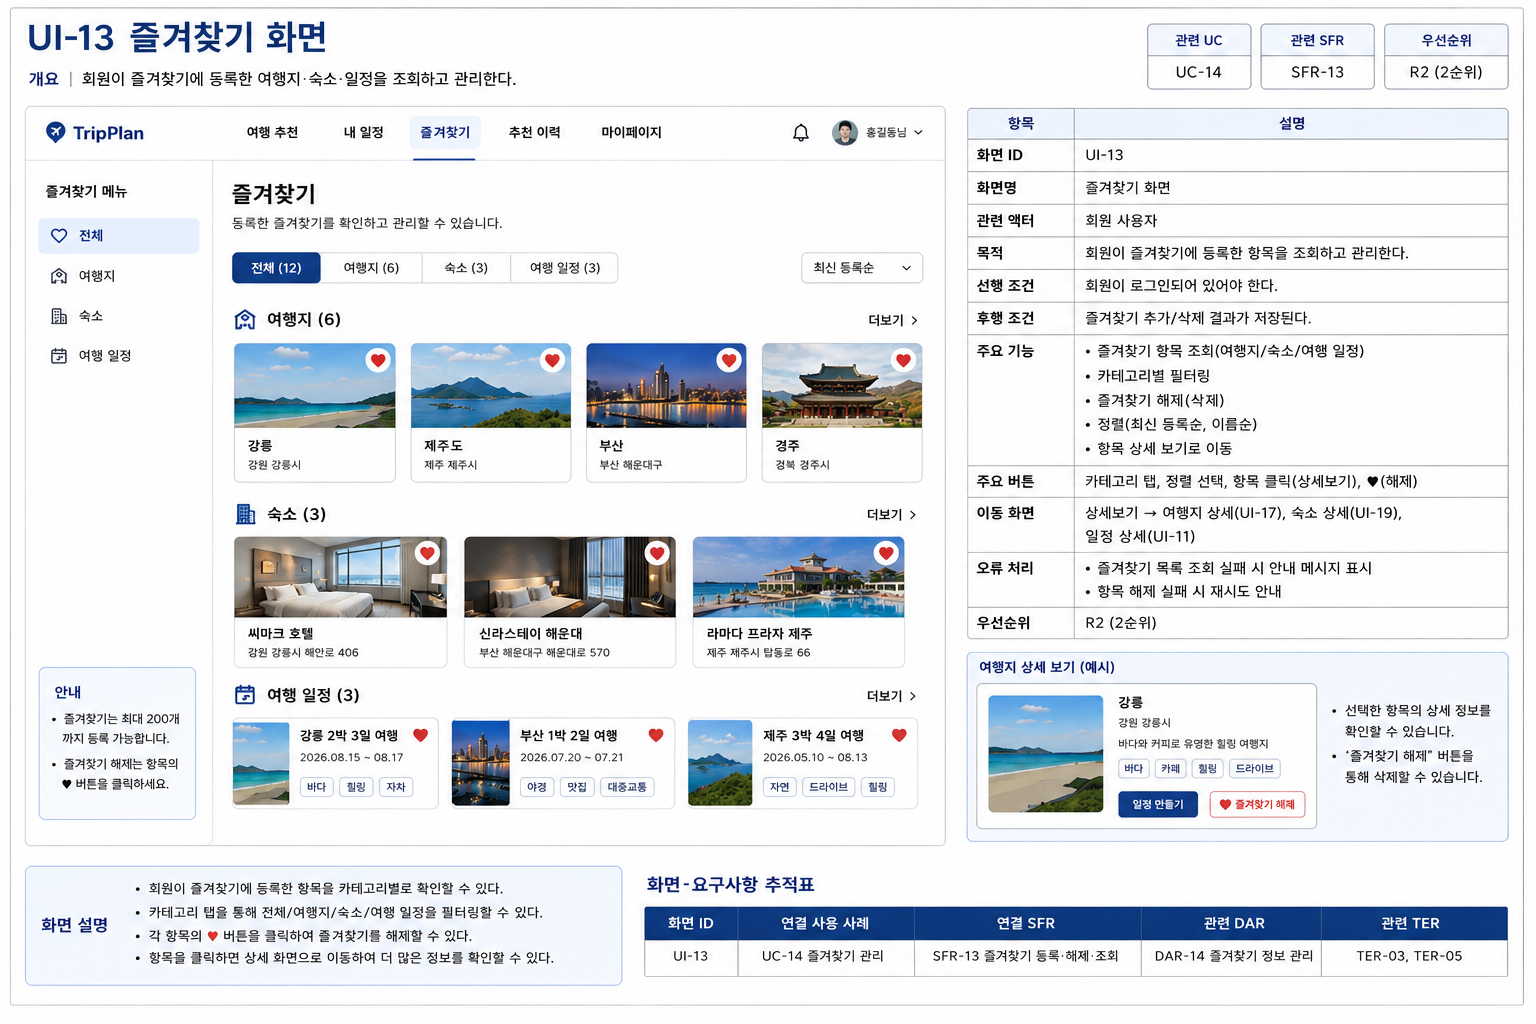 UI-13 즐겨찾기 화면
개요 | 회원이 즐겨찾기에 등록한 여행지·숙소·일정을 조회하고 관리한다.
관련 UC
UC-14
관련 SFR
SFR-13
우선순위
R2 (2순위)
TripPlan
여행 추천
내 일정
즐겨찾기
추천 이력
마이페이지
홍길동님
즐겨찾기 메뉴
전체
여행지
숙소
여행 일정
안내
• 즐겨찾기는 최대 200개
까지 등록 가능합니다.
• 즐겨찾기 해제는 항목의
♥ 버튼을 클릭하세요.
즐겨찾기
등록한 즐겨찾기를 확인하고 관리할 수 있습니다.
전체 (12)
여행지 (6)
숙소 (3)
여행 일정 (3)
최신 등록순
여행지 (6)
더보기 >
강릉
강원 강릉시
제주도
제주 제주시
부산
부산 해운대구
경주
경북 경주시
숙소 (3)
더보기 >
씨마크 호텔
강원 강릉시 해안로 406
신라스테이 해운대
부산 해운대구 해운대로 570
라마다 프라자 제주
제주 제주시 탑동로 66
여행 일정 (3)
더보기 >
강릉 2박 3일 여행
2026.08.15 ~ 08.17
바다 힐링 자차
부산 1박 2일 여행
2026.07.20 ~ 07.21
야경 맛집 대중교통
제주 3박 4일 여행
2026.05.10 ~ 08.13
자연 드라이브 힐링
항목 설명
화면 ID UI-13
화면명 즐겨찾기 화면
관련 액터 회원 사용자
목적 회원이 즐겨찾기에 등록한 항목을 조회하고 관리한다.
선행 조건 회원이 로그인되어 있어야 한다.
후행 조건 즐겨찾기 추가/삭제 결과가 저장된다.
주요 기능 • 즐겨찾기 항목 조회(여행지/숙소/여행 일정)
• 카테고리별 필터링
• 즐겨찾기 해제(삭제)
• 정렬(최신 등록순, 이름순)
• 항목 상세 보기로 이동
주요 버튼 카테고리 탭, 정렬 선택, 항목 클릭(상세보기), ♥(해제)
이동 화면 상세보기 → 여행지 상세(UI-17), 숙소 상세(UI-19),
일정 상세(UI-11)
오류 처리 • 즐겨찾기 목록 조회 실패 시 안내 메시지 표시
• 항목 해제 실패 시 재시도 안내
우선순위 R2 (2순위)
여행지 상세 보기 (예시)
강릉
강원 강릉시
바다와 커피로 유명한 힐링 여행지
바다 카페 힐링 드라이브
일정 만들기
♥ 즐겨찾기 해제
• 선택한 항목의 상세 정보를
확인할 수 있습니다.
• "즐겨찾기 해제" 버튼을
통해 삭제할 수 있습니다.
화면 설명
• 회원이 즐겨찾기에 등록한 항목을 카테고리별로 확인할 수 있다.
• 카테고리 탭을 통해 전체/여행지/숙소/여행 일정을 필터링할 수 있다.
• 각 항목의 ♥ 버튼을 클릭하여 즐겨찾기를 해제할 수 있다.
• 항목을 클릭하면 상세 화면으로 이동하여 더 많은 정보를 확인할 수 있다.
화면-요구사항 추적표
화면 ID 연결 사용 사례 연결 SFR 관련 DAR 관련 TER
UI-13 UC-14 즐겨찾기 관리 SFR-13 즐겨찾기 등록·해제·조회 DAR-14 즐겨찾기 정보 관리 TER-03, TER-05